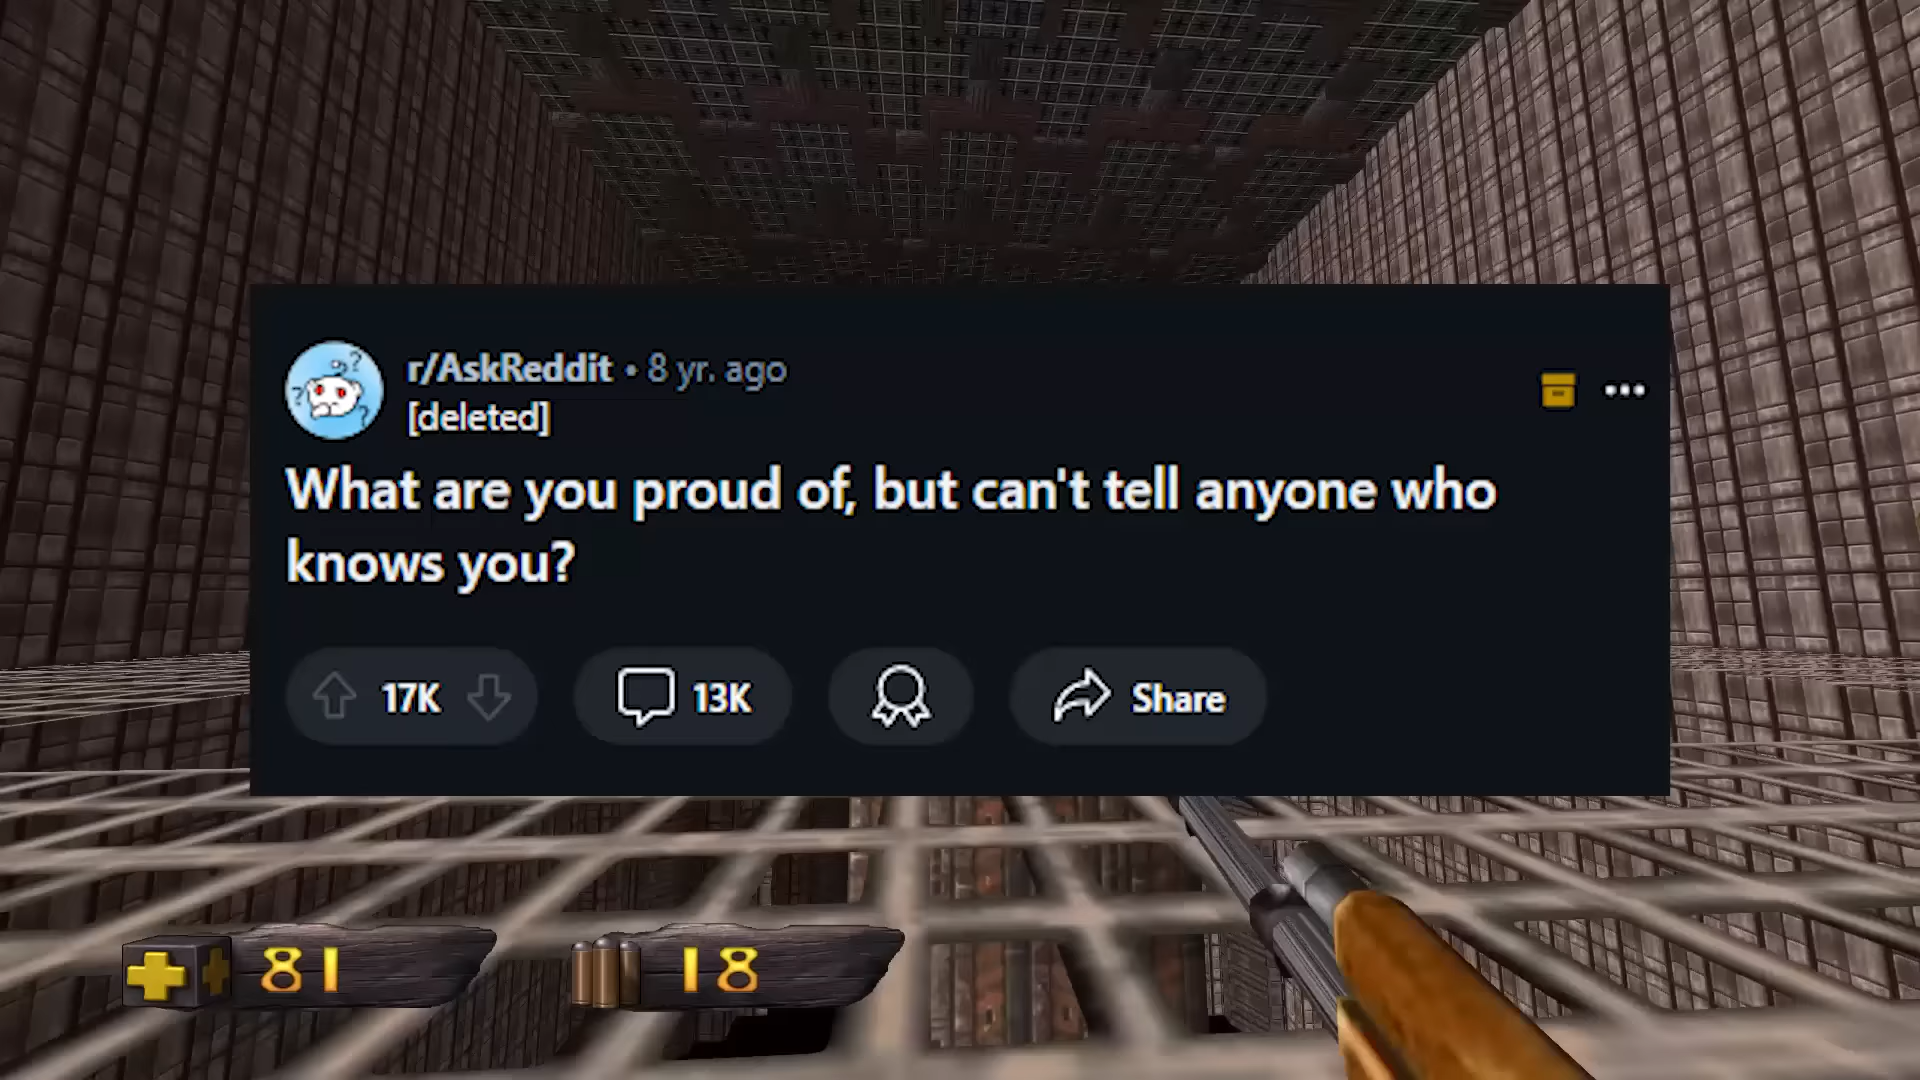 r/AskReddit • 8 yr. ago
[deleted]
What are you proud of, but can't tell anyone who
knows you?
17K 13K Share
81 18